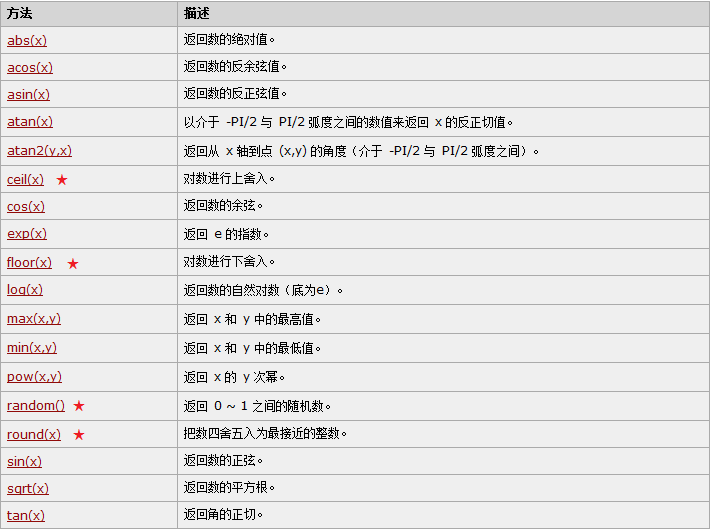 方法 描述
abs(x) 返回数的绝对值。
acos(x) 返回数的反余弦值。
asin(x) 返回数的反正弦值。
atan(x) 以介于 -PI/2 与 PI/2 弧度之间的数值来返回 x 的反正切值。
atan2(y,x) 返回从 x 轴到点 (x,y) 的角度（介于 -PI/2 与 PI/2 弧度之间）。
ceil(x) ★ 对数进行上舍入。
cos(x) 返回数的余弦。
exp(x) 返回 e 的指数。
floor(x) ★ 对数进行下舍入。
log(x) 返回数的自然对数（底为e）。
max(x,y) 返回 x 和 y 中的最高值。
min(x,y) 返回 x 和 y 中的最低值。
pow(x,y) 返回 x 的 y 次幂。
random() ★ 返回 0 ~ 1 之间的随机数。
round(x) ★ 把数四舍五入为最接近的整数。
sin(x) 返回数的正弦。
sqrt(x) 返回数的平方根。
tan(x) 返回角的正切。